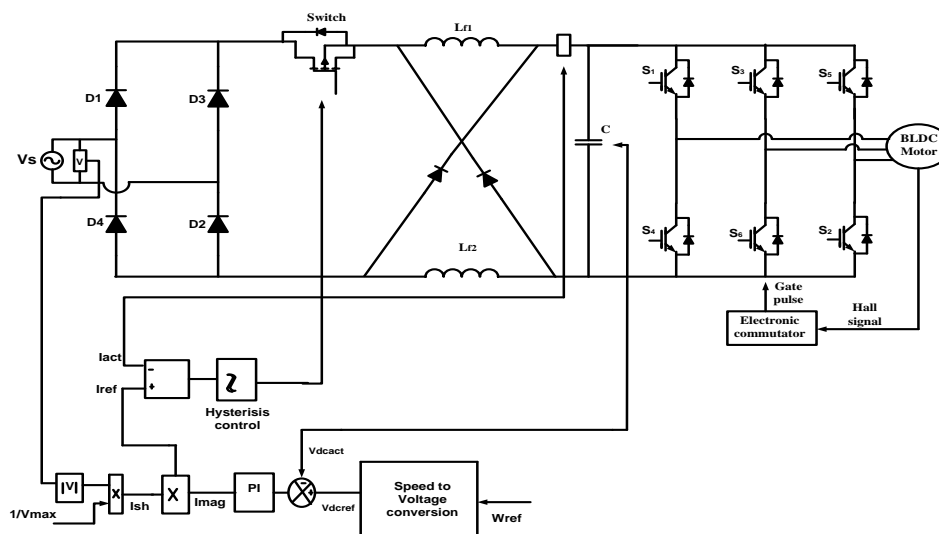 Switch
Lf1
D1
D3
S1
S3
S5
Vs
V
C
BLDC
Motor
D4
D2
S4
S6
S2
Lf2
Gate
pulse
Hall
signal
Electronic
commutator
Iact
-
+
Iref
Hysterisis
control
Vdcact
|V|
X
Ish
X
Imag
PI
-
+
Vdcref
Speed to
Voltage
conversion
Wref
1/Vmax